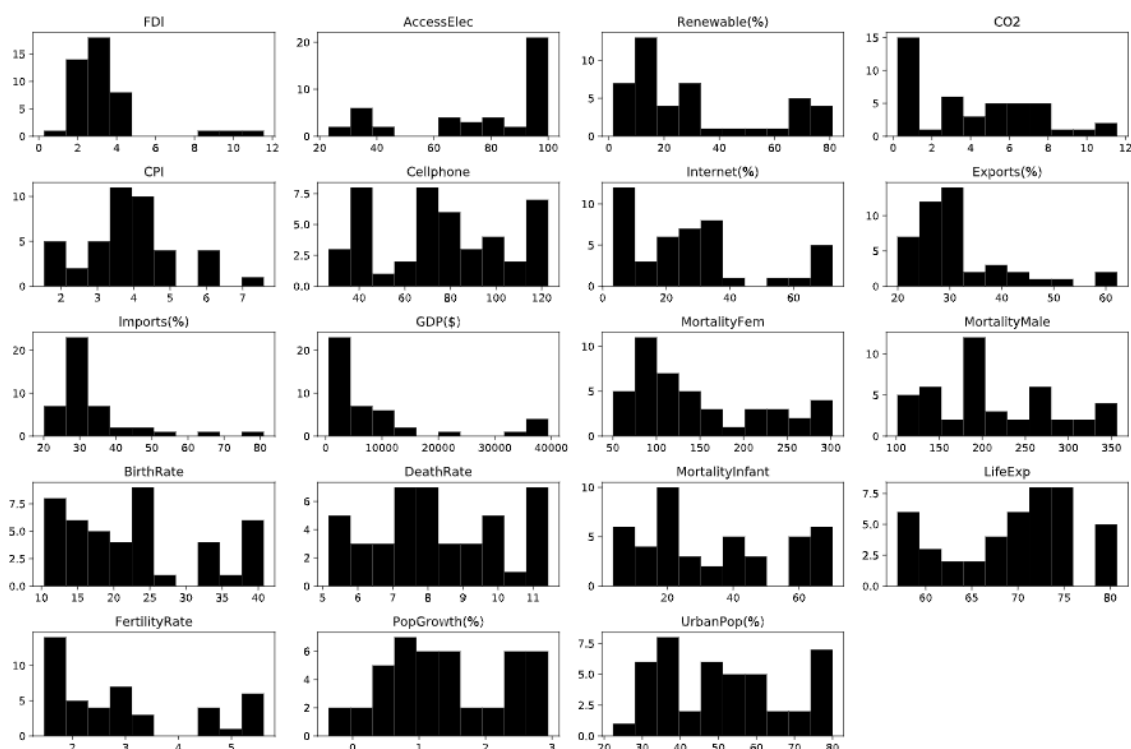 FDI AccessElec Renewable(%) CO2
15 20 10 15
10 10 5 10
5 0 0 5
0 0
0 2 4 6 8 10 12 20 40 60 80 100 0 20 40 60 80 0 2 4 6 8 10 12
CPI Cellphone Internet(%) Exports(%)
10 7.5 10 10
5 5.0 5 5
0 2.5 0 0
0.0
2 3 4 5 6 7 40 60 80 100 120 0 20 40 60 20 30 40 50 60
Imports(%) GDP($) MortalityFem MortalityMale
20 20 10 10
10 10 5 5
0 0 0 0
20 30 40 50 60 70 80 0 10000 20000 30000 40000 50 100 150 200 250 300 100 150 200 250 300 350
BirthRate DeathRate MortalityInfant LifeExp
7.5 6 10 7.5
5.0 4 5 5.0
2.5 2 0 2.5
0.0 0 0.0
10 15 20 25 30 35 40 5 6 7 8 9 10 11 20 40 60 60 65 70 75 80
FertilityRate PopGrowth(%) UrbanPop(%)
10 6 7.5
5 4 5.0
0 2 2.5
0 0.0
2 3 4 5 0 1 2 3 20 30 40 50 60 70 80